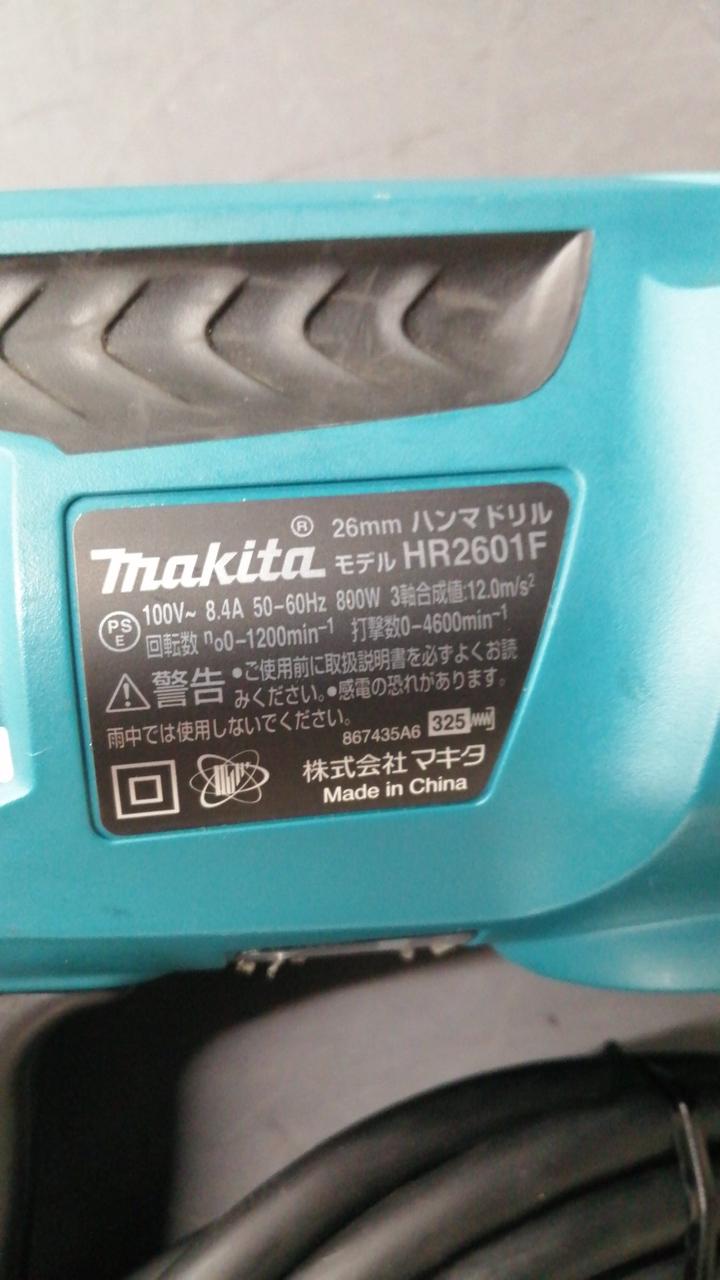 makita® 26mm ハンマドリル
モデル HR2601F
PS E 100V~ 8.4A 50-60Hz 800W 3軸合成値:12.0m/s²
回転数 n₀0-1200min⁻¹ 打撃数0-4600min⁻¹
警告 •ご使用前に取扱説明書を必ずよくお読
みください。•感電の恐れがあります。
雨中では使用しないでください。
867435A6 325
株式会社 マキタ
Made in China